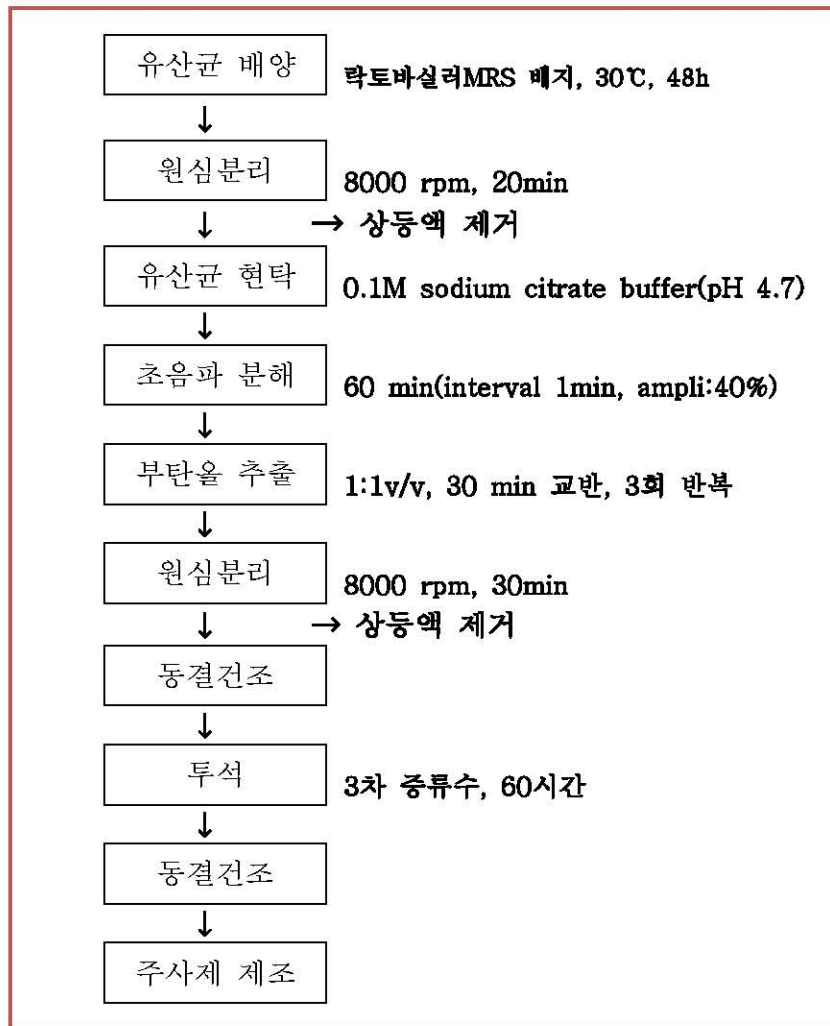 유산균 배양
락토바실러MRS 배지, 30℃, 48h
↓
원심분리
8000 rpm, 20min
↓ → 상등액 제거
유산균 현탁
0.1M sodium citrate buffer(pH 4.7)
↓
초음파 분해
60 min(interval 1min, ampli:40%)
↓
부탄올 추출
1:1v/v, 30 min 교반, 3회 반복
↓
원심분리
8000 rpm, 30min
↓ → 상등액 제거
동결건조
↓
투석
3차 증류수, 60시간
↓
동결건조
↓
주사제 제조